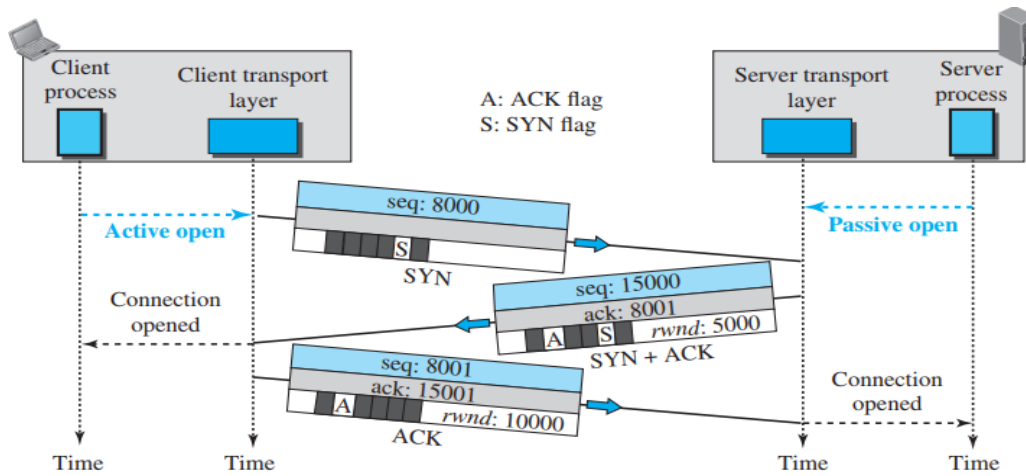 Client
process
Client transport
layer
A: ACK flag
S: SYN flag
Server transport
layer
Server
process
Active open
seq: 8000
S
SYN
Passive open
seq: 15000
ack: 8001
A S rwnd: 5000
SYN + ACK
Connection
opened
seq: 8001
ack: 15001
A rwnd: 10000
ACK
Connection
opened
Time Time Time Time